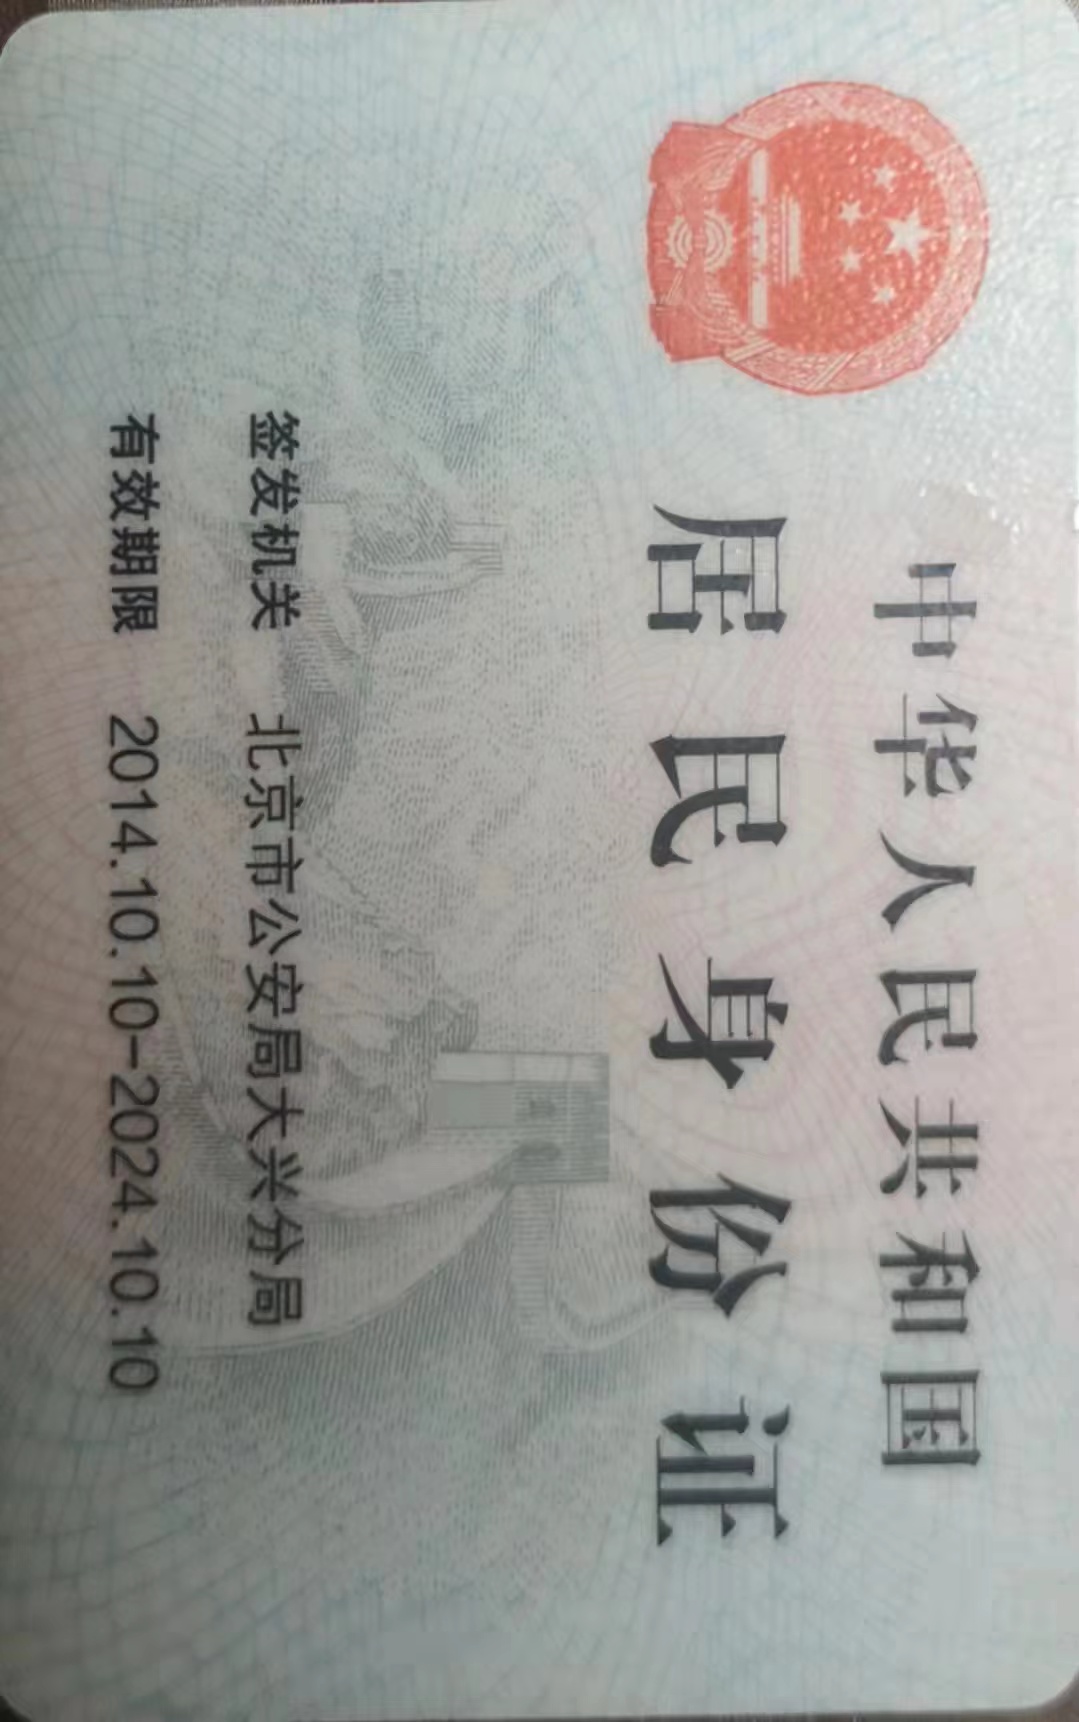 中华人民共和国
居民身份证
签发机关 北京市公安局大兴分局
有效期限 2014.10.10-2024.10.10